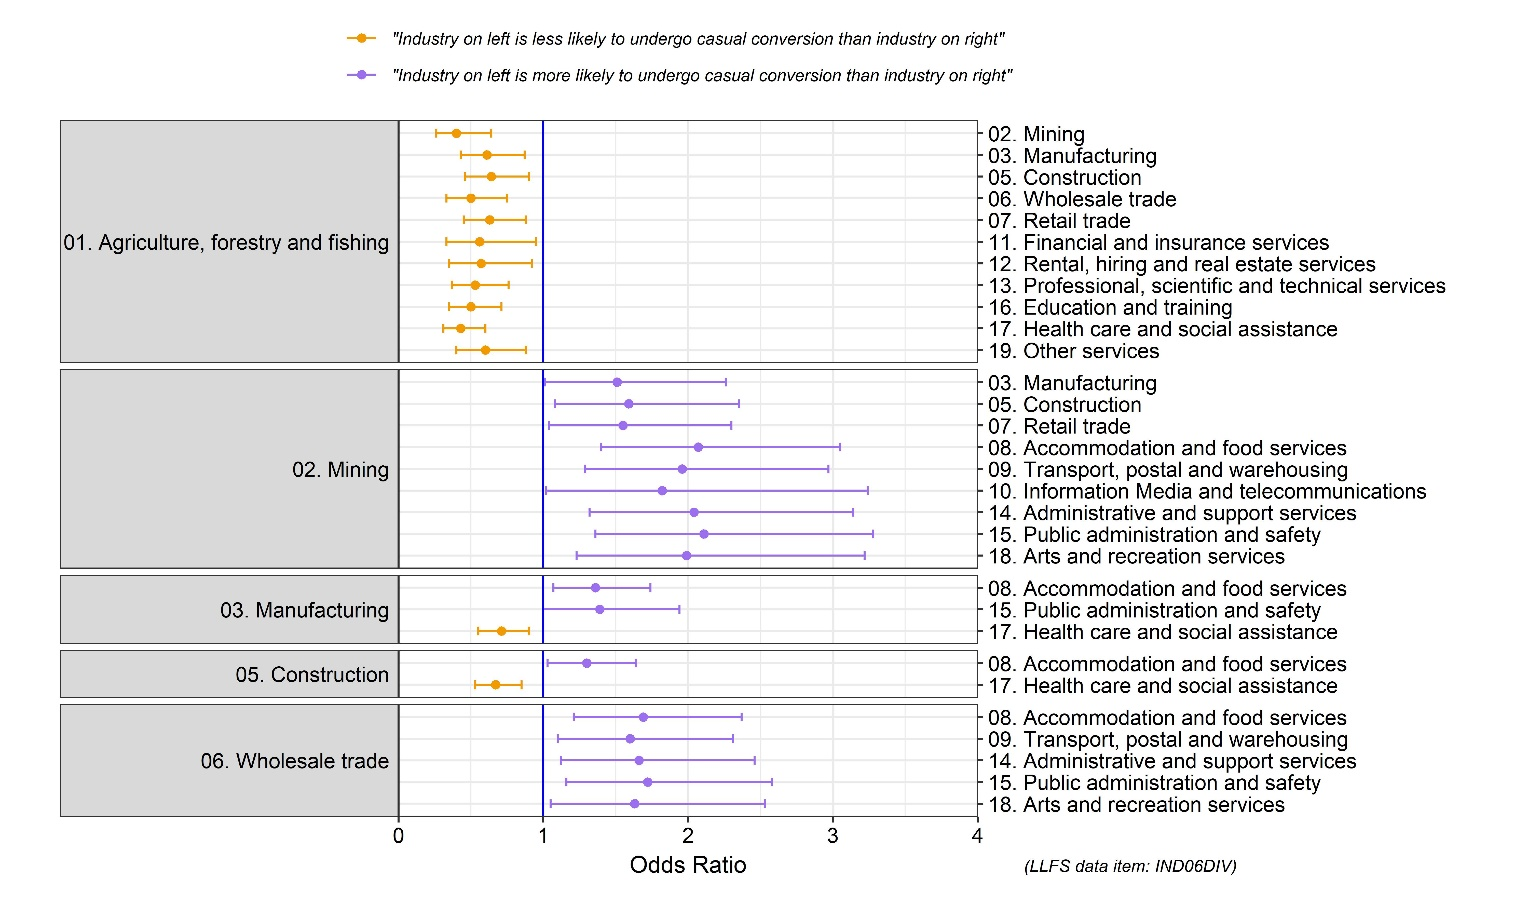 "Industry on left is less likely to undergo casual conversion than industry on right"
"Industry on left is more likely to undergo casual conversion than industry on right"
01. Agriculture, forestry and fishing
02. Mining
03. Manufacturing
05. Construction
06. Wholesale trade
07. Retail trade
11. Financial and insurance services
12. Rental, hiring and real estate services
13. Professional, scientific and technical services
16. Education and training
17. Health care and social assistance
19. Other services
02. Mining
03. Manufacturing
05. Construction
07. Retail trade
08. Accommodation and food services
09. Transport, postal and warehousing
10. Information Media and telecommunications
14. Administrative and support services
15. Public administration and safety
18. Arts and recreation services
03. Manufacturing
08. Accommodation and food services
15. Public administration and safety
17. Health care and social assistance
05. Construction
08. Accommodation and food services
17. Health care and social assistance
06. Wholesale trade
08. Accommodation and food services
09. Transport, postal and warehousing
14. Administrative and support services
15. Public administration and safety
18. Arts and recreation services
0 1 2 3 4
Odds Ratio
(LLFS data item: IND06DIV)